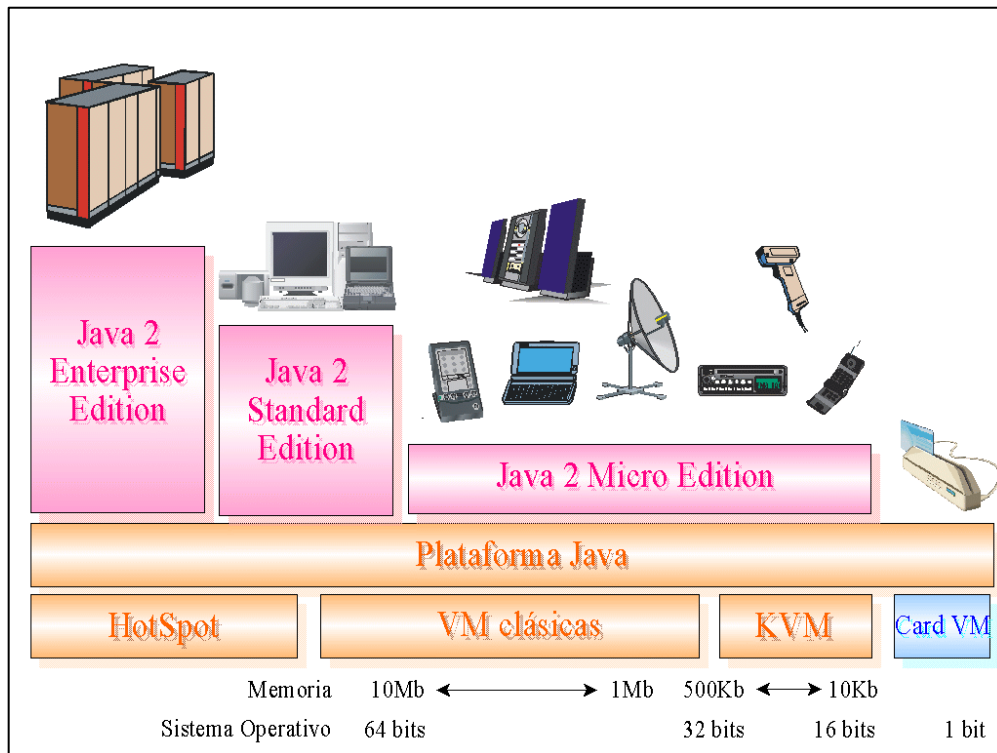 Java 2
Enterprise
Edition
Java 2
Standard
Edition
Java 2 Micro Edition
Plataforma Java
HotSpot
VM clásicas
KVM
Card VM
Memoria 10Mb 1Mb 500Kb 10Kb
Sistema Operativo 64 bits 32 bits 16 bits 1 bit